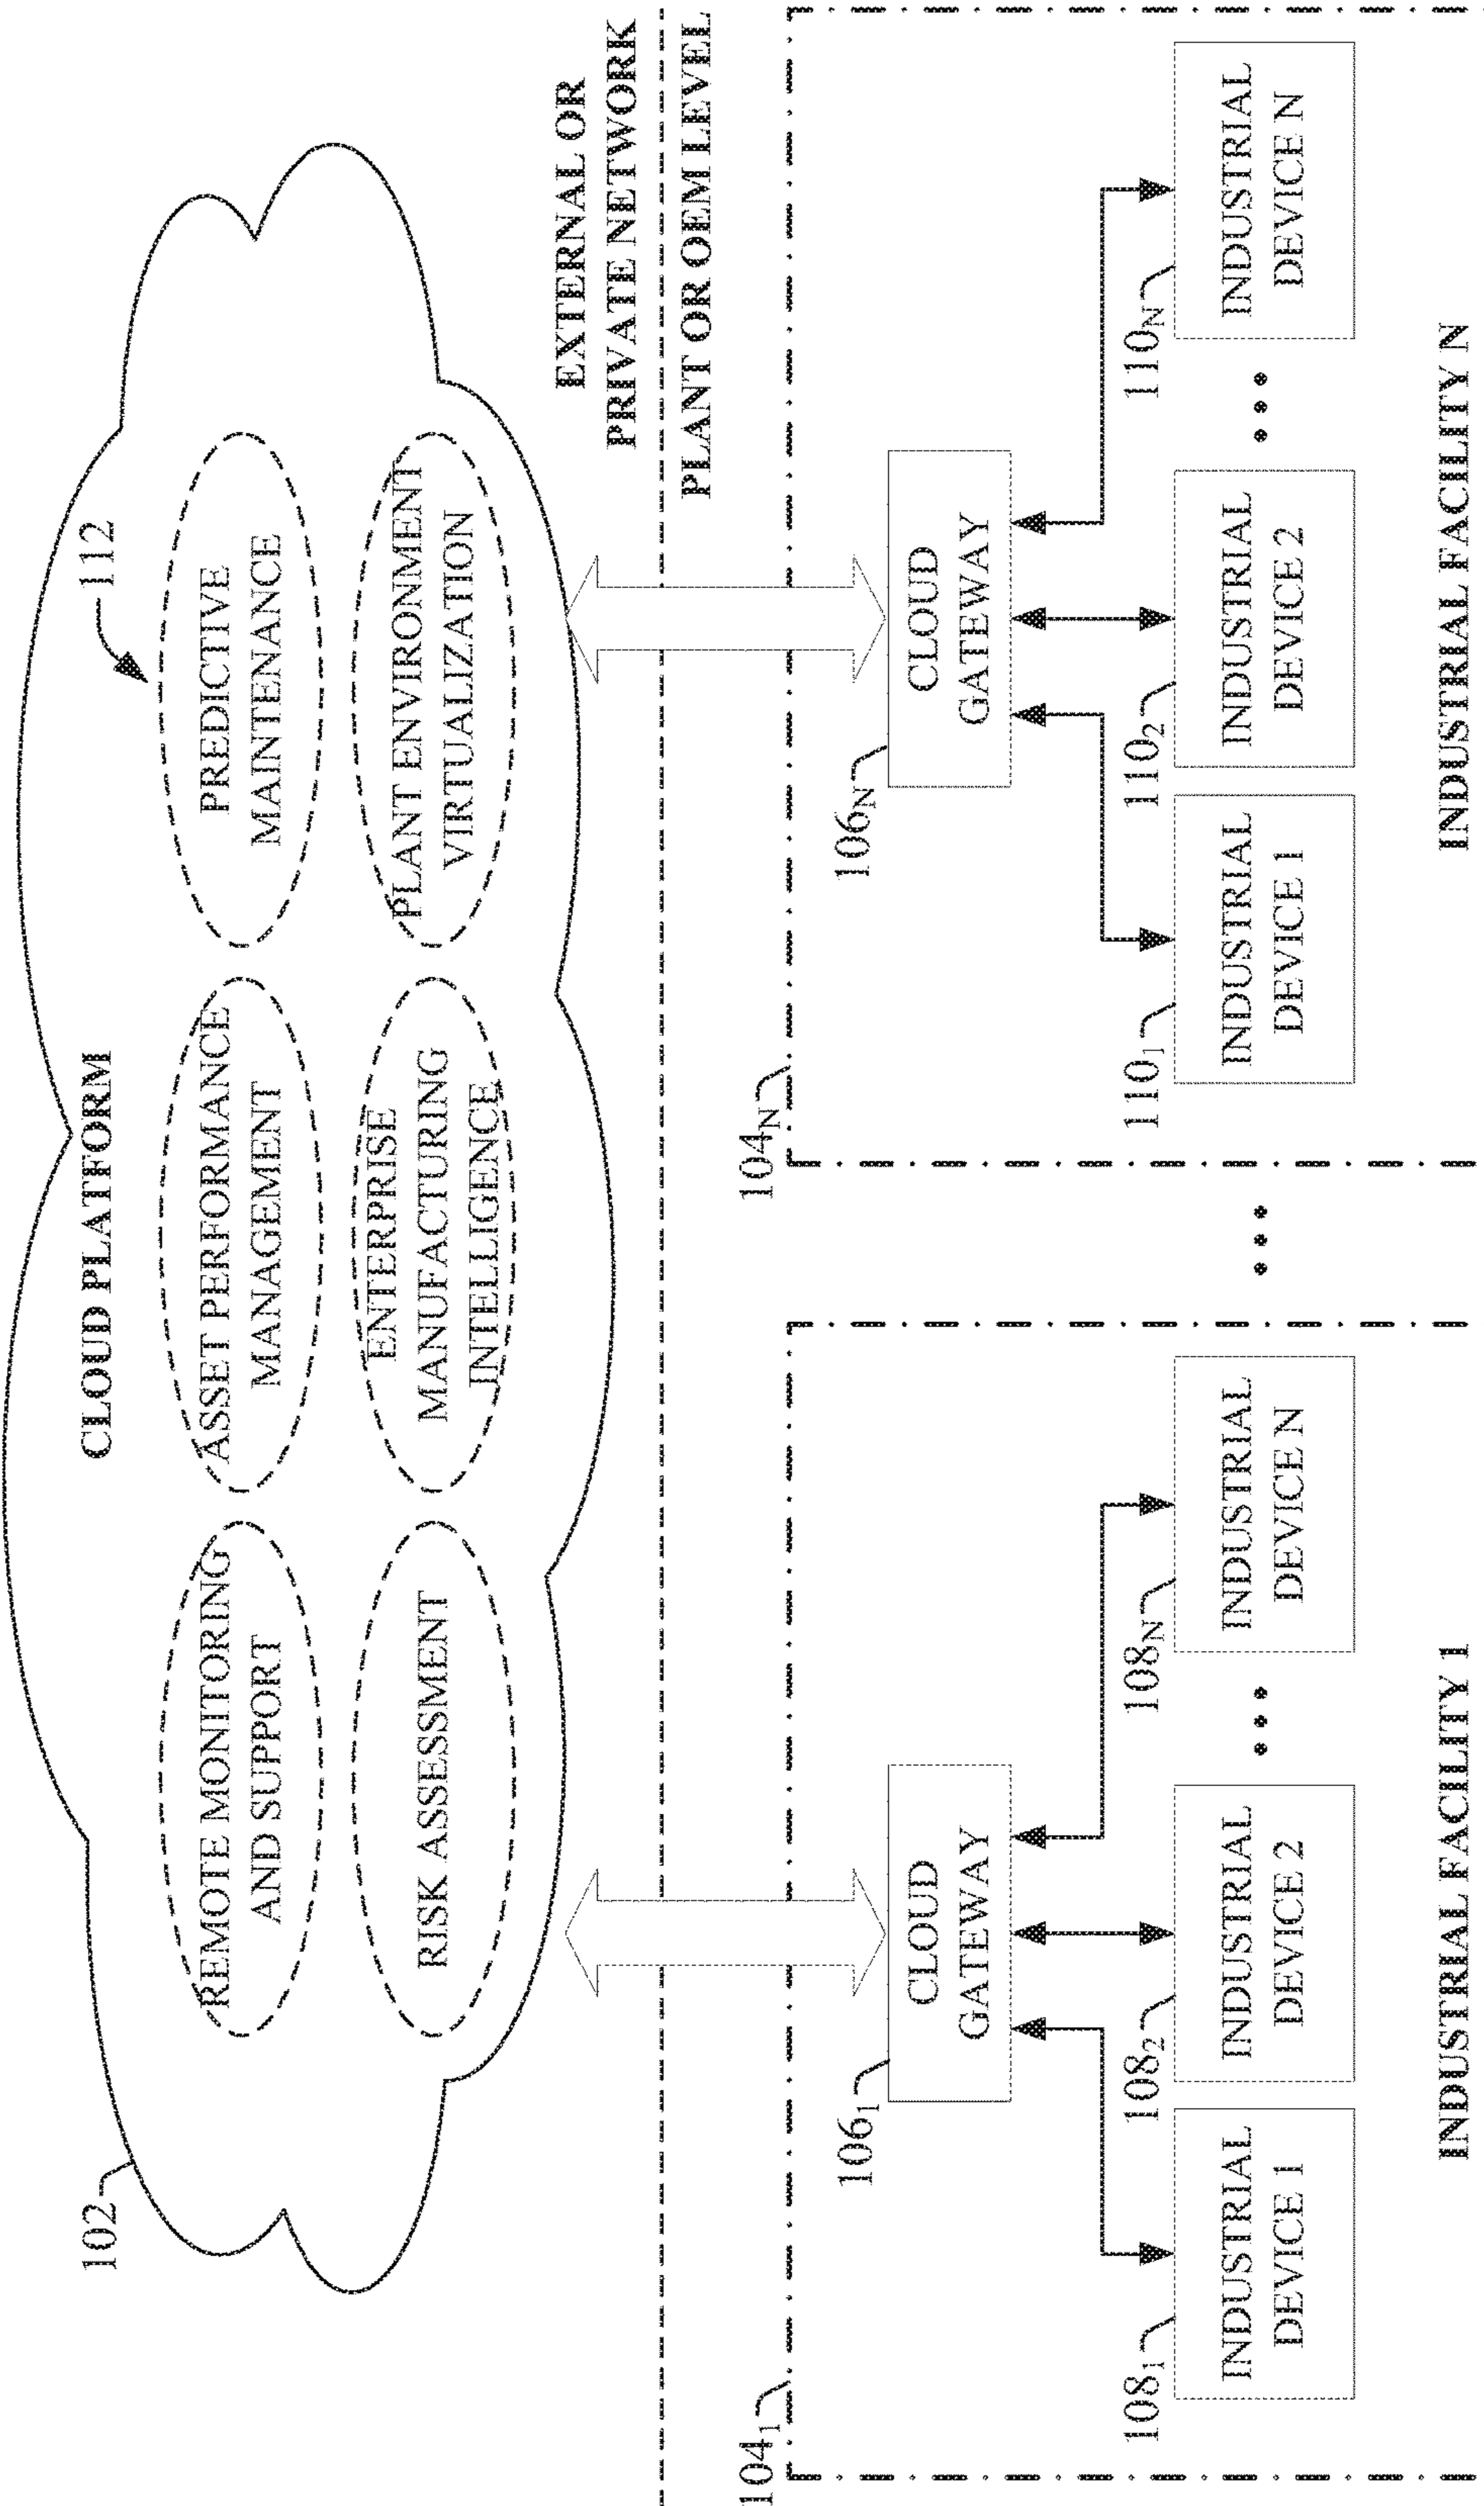 CLOUD PLATFORM
102
112
REMOTE MONITORING
AND SUPPORT
ASSET PERFORMANCE
MANAGEMENT
PREDICTIVE
MAINTENANCE
RISK ASSESSMENT
ENTERPRISE
MANUFACTURING
INTELLIGENCE
PLANT ENVIRONMENT
VIRTUALIZATION
EXTERNAL OR
PRIVATE NETWORK
PLANT OR OEM LEVEL
104₁
106₁
CLOUD
GATEWAY
108₁
108₂
108N
INDUSTRIAL
DEVICE 1
INDUSTRIAL
DEVICE 2
INDUSTRIAL
DEVICE N
INDUSTRIAL FACILITY 1
104N
106N
CLOUD
GATEWAY
110₁
110₂
110N
INDUSTRIAL
DEVICE 1
INDUSTRIAL
DEVICE 2
INDUSTRIAL
DEVICE N
INDUSTRIAL FACILITY N